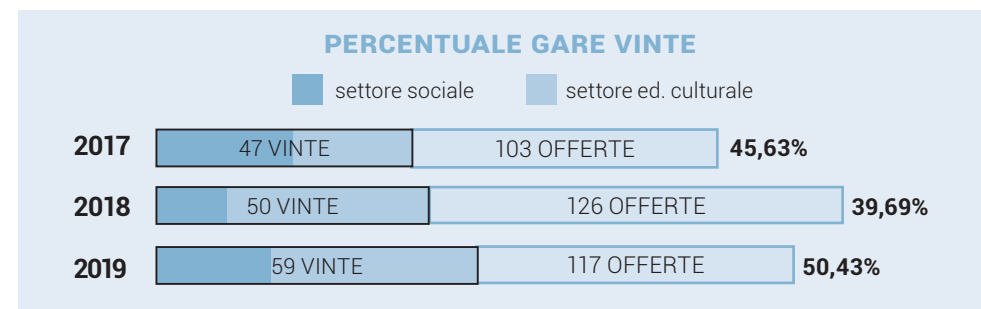 PERCENTUALE GARE VINTE
settore sociale settore ed. culturale
2017 47 VINTE 103 OFFERTE 45,63%
2018 50 VINTE 126 OFFERTE 39,69%
2019 59 VINTE 117 OFFERTE 50,43%